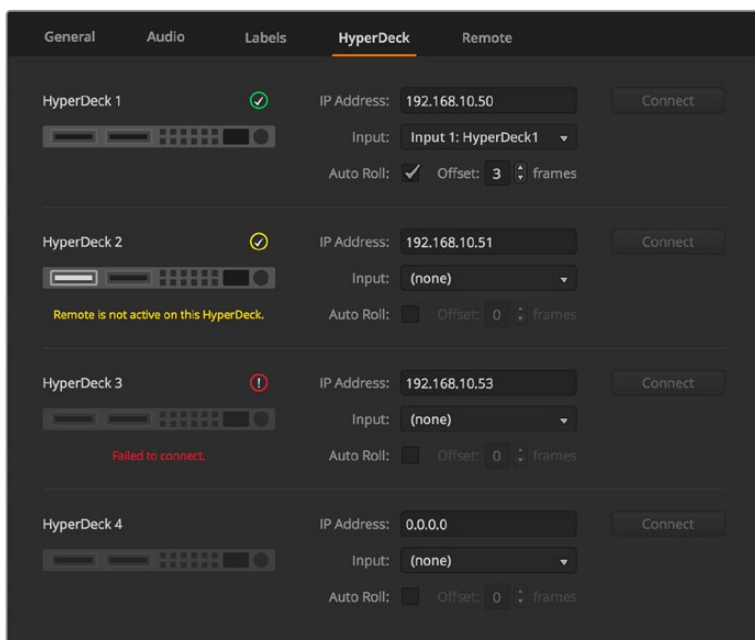 General Audio Labels HyperDeck Remote
HyperDeck 1 IP Address: 192.168.10.50 Connect
Input: Input 1: HyperDeck1
Auto Roll: Offset: 3 frames
HyperDeck 2 IP Address: 192.168.10.51 Connect
Input: (none)
Remote is not active on this HyperDeck. Auto Roll: Offset: 0 frames
HyperDeck 3 IP Address: 192.168.10.53 Connect
Input: (none)
Failed to connect. Auto Roll: Offset: 0 frames
HyperDeck 4 IP Address: 0.0.0.0 Connect
Input: (none)
Auto Roll: Offset: 0 frames